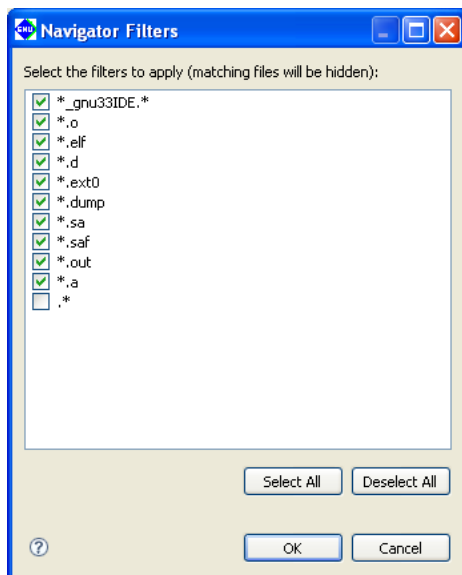 GNU Navigator Filters
Select the filters to apply (matching files will be hidden):
*_gnu33IDE.*
*.o
*.elf
*.d
*.ext0
*.dump
*.sa
*.saf
*.out
*.a
.*
Select All Deselect All
? OK Cancel